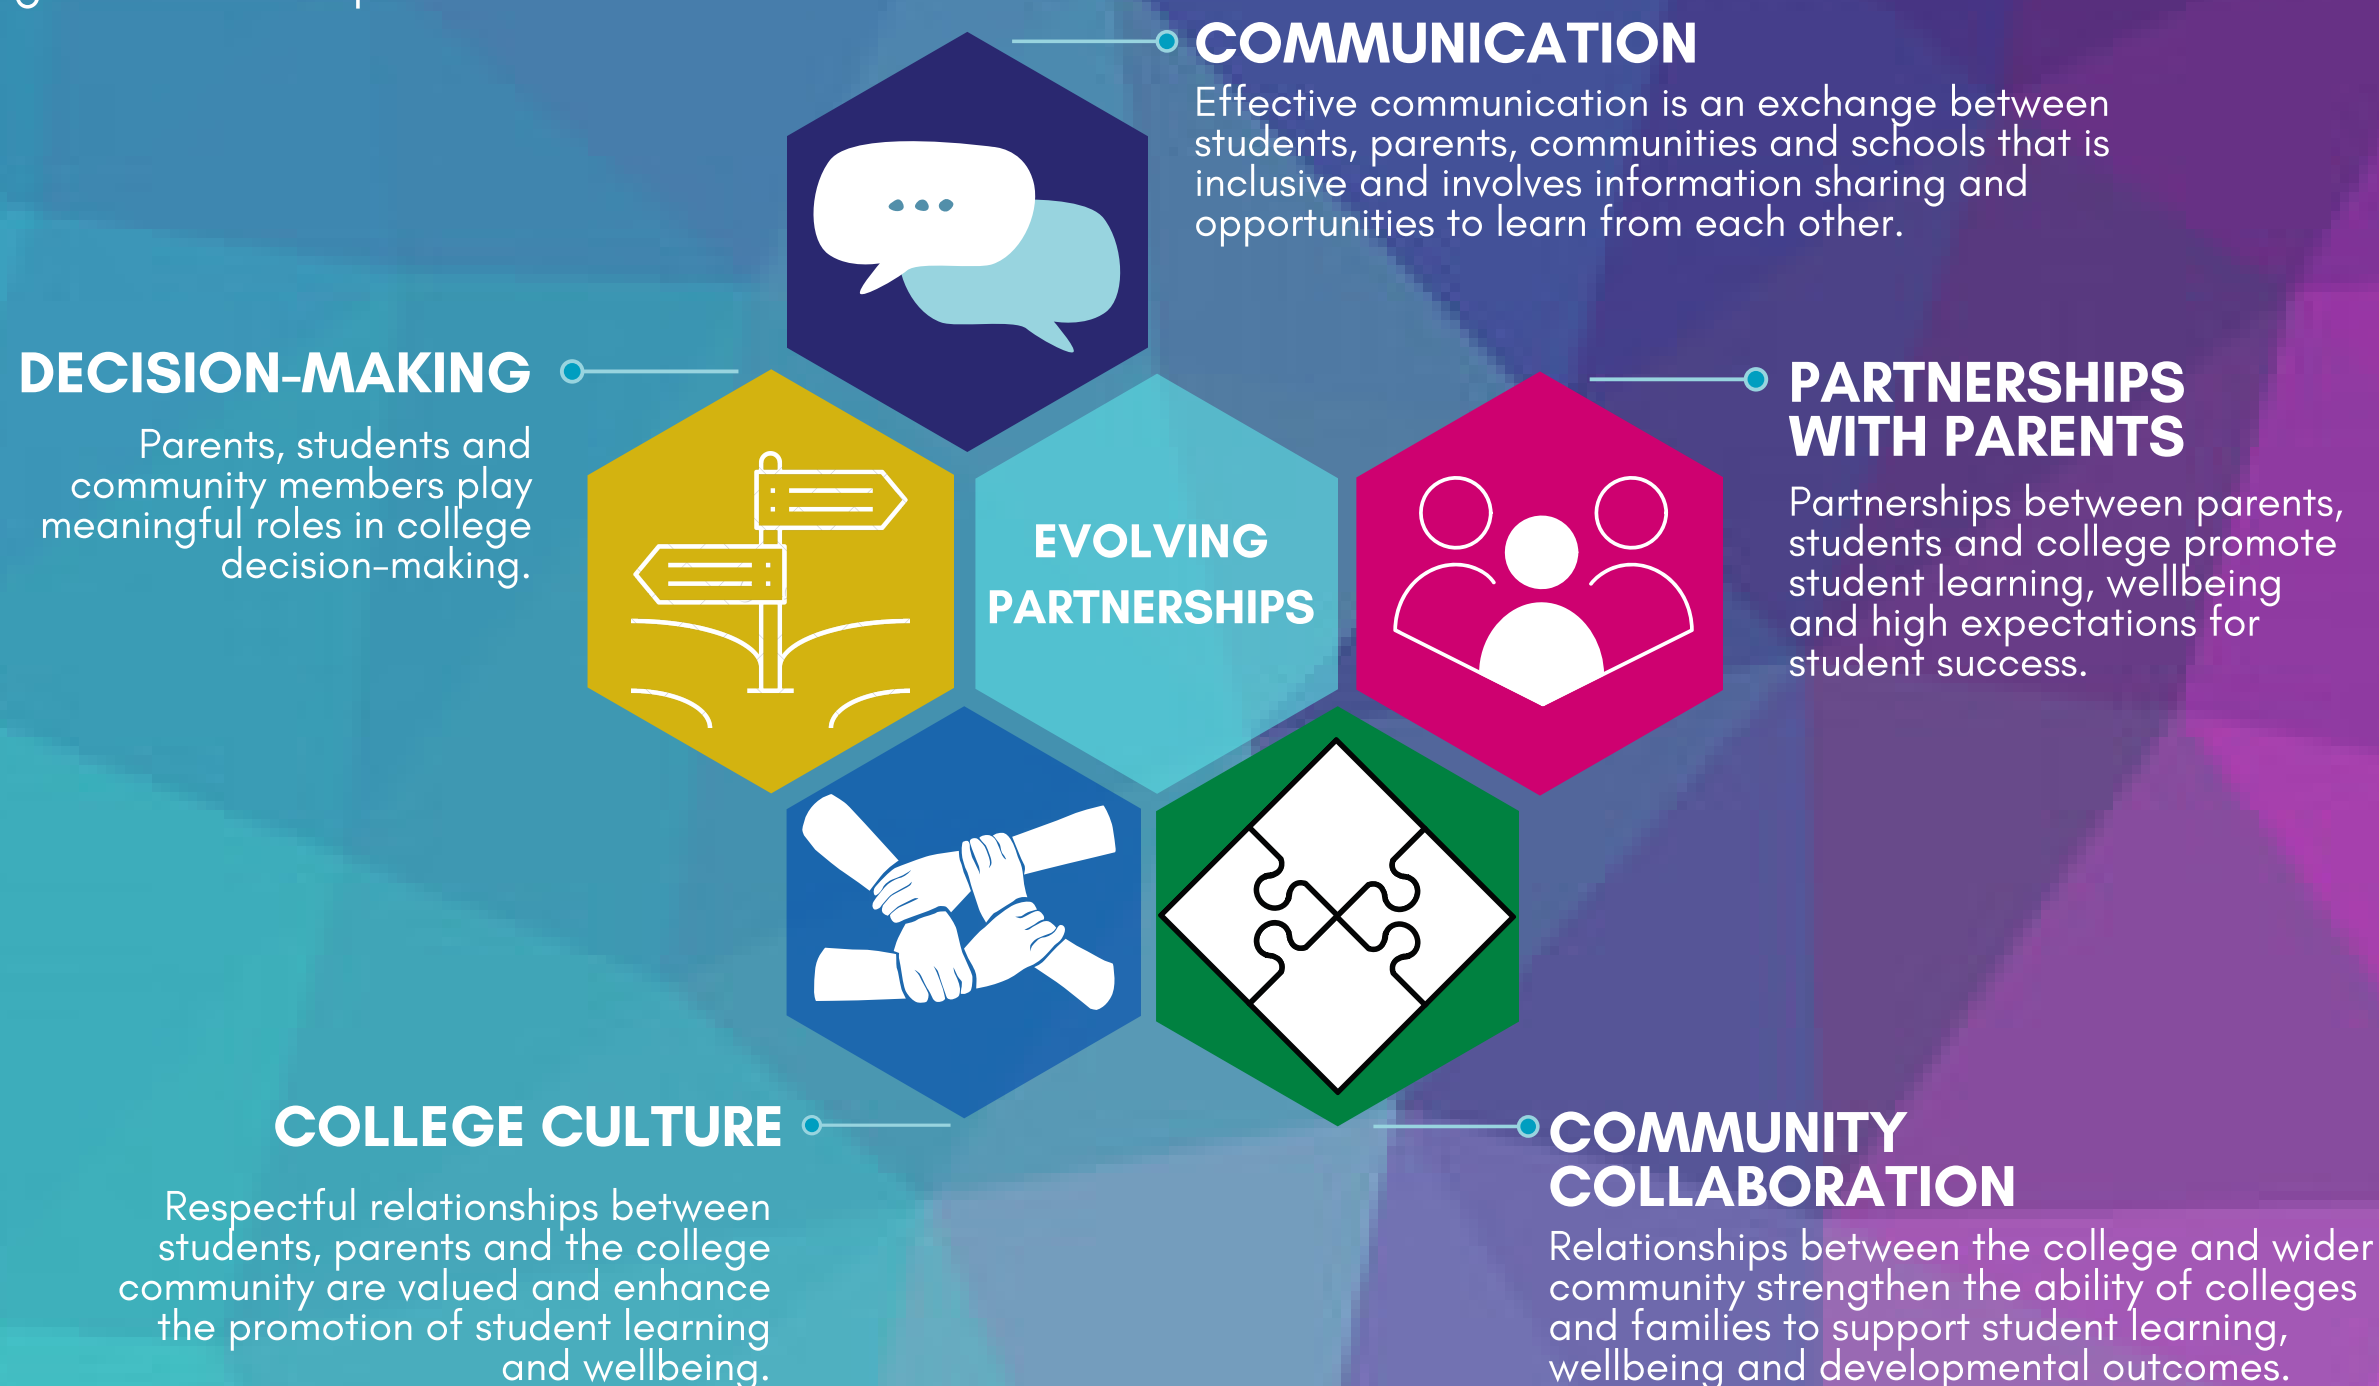 COMMUNICATION
Effective communication is an exchange between
students, parents, communities and schools that is
inclusive and involves information sharing and
opportunities to learn from each other.
DECISION-MAKING
Parents, students and
community members play
meaningful roles in college
decision-making.
EVOLVING
PARTNERSHIPS
PARTNERSHIPS
WITH PARENTS
Partnerships between parents,
students and college promote
student learning, wellbeing
and high expectations for
student success.
COLLEGE CULTURE
Respectful relationships between
students, parents and the college
community are valued and enhance
the promotion of student learning
and wellbeing.
COMMUNITY
COLLABORATION
Relationships between the college and wider
community strengthen the ability of colleges
and families to support student learning,
wellbeing and developmental outcomes.